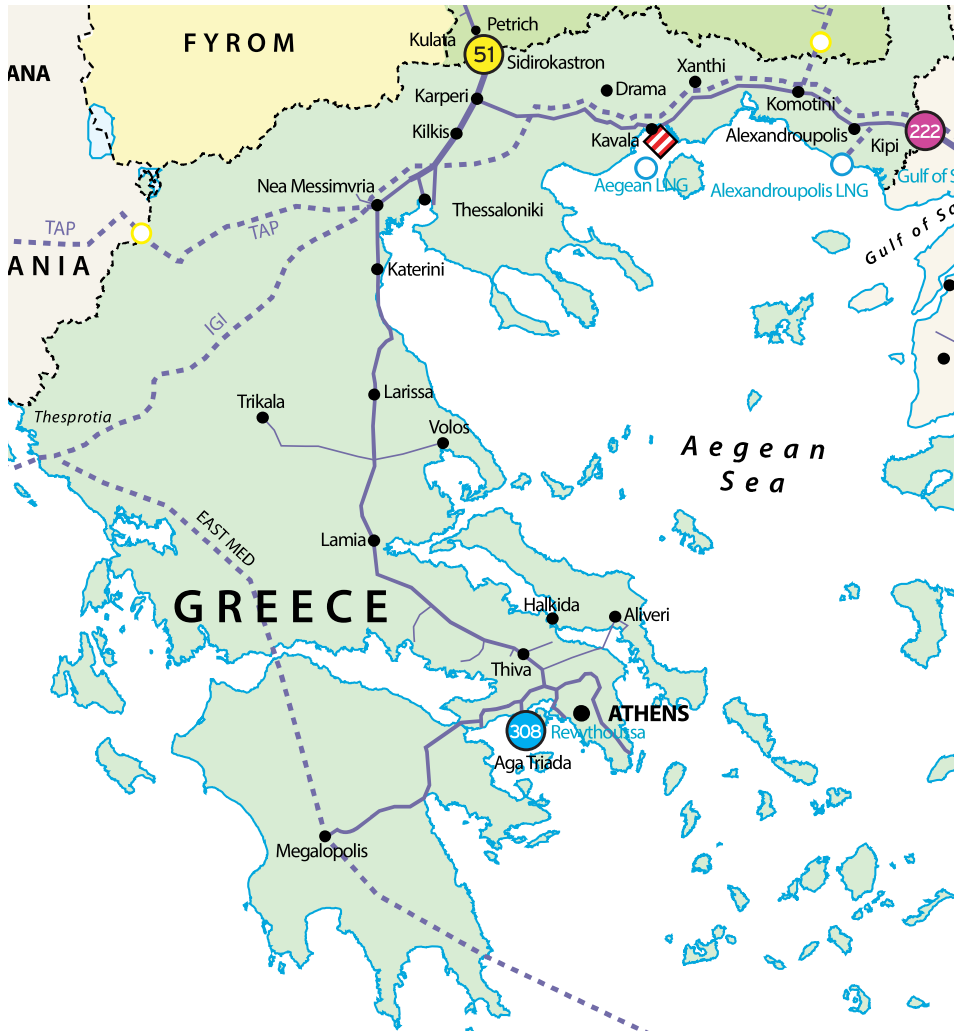 IG
Petrich
FYROM
Kulata
51
Sidirokastron
ANA
Xanthi
Drama
Karperi
Komotini
Kilkis
Kavala
Alexandroupolis
222
Kipi
Aegean LNG
Alexandroupolis LNG
Gulf of S
Nea Messimvria
Thessaloniki
Gulf of So
TAP
TAP
ANIA
Katerini
IGI
Larissa
Trikala
Thesprotia
Volos
Aegean
Sea
EAST MED
Lamia
GREECE
Halkida
Aliveri
Thiva
ATHENS
308
Revythoussa
Aga Triada
Megalopolis